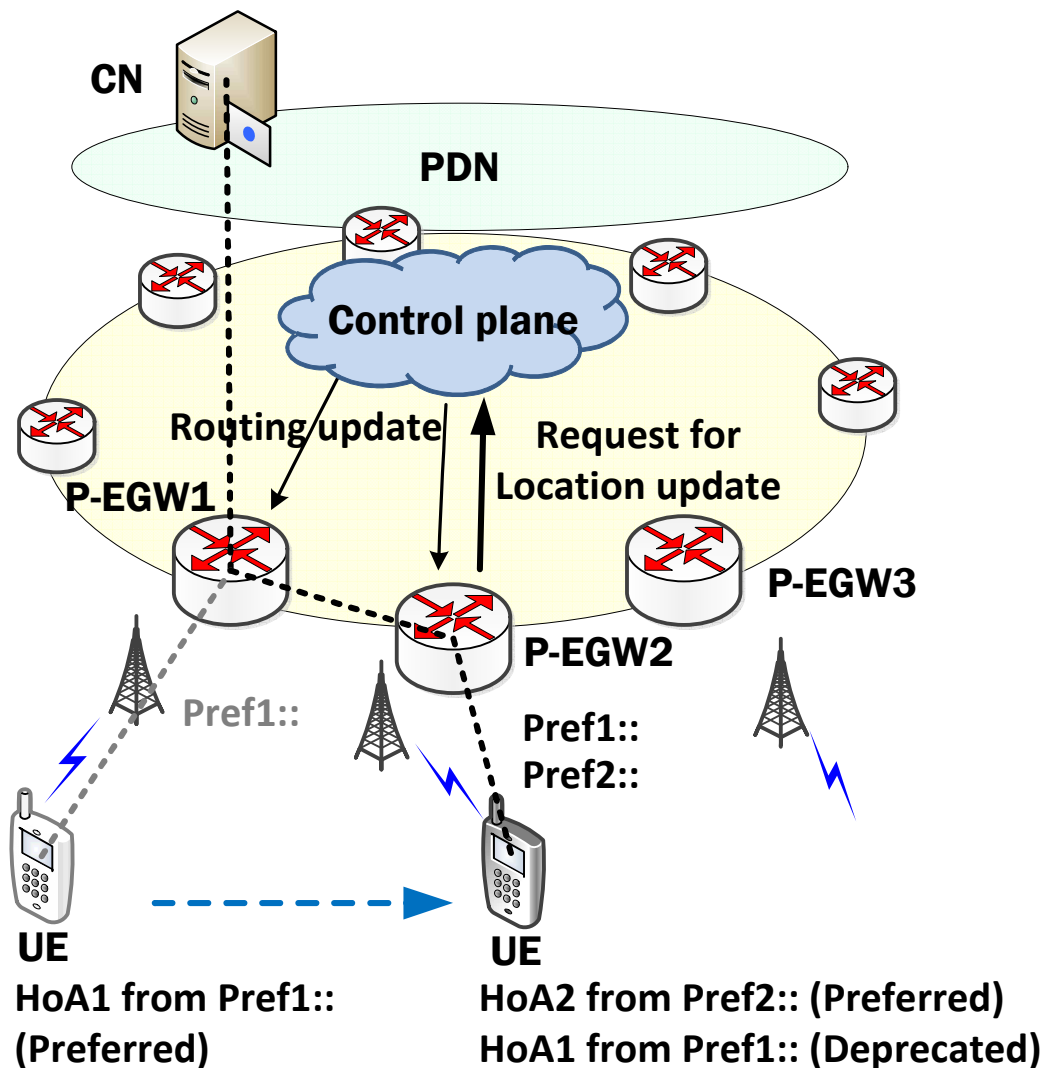 CN
PDN
Control plane
Routing update
Request for
Location update
P-EGW1
P-EGW3
P-EGW2
Pref1::
Pref1::
Pref2::
UE
HoA1 from Pref1::
(Preferred)
UE
HoA2 from Pref2:: (Preferred)
HoA1 from Pref1:: (Deprecated)